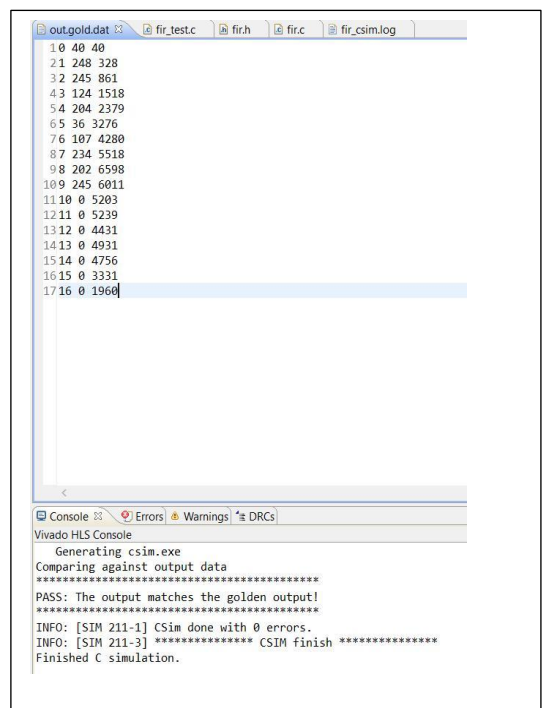 out.gold.dat fir_test.c fir.h fir.c fir_csim.log
1 0 40 40
2 1 248 328
3 2 245 861
4 3 124 1518
5 4 204 2379
6 5 36 3276
7 6 107 4280
8 7 234 5518
9 8 202 6598
10 9 245 6011
11 10 0 5203
12 11 0 5239
13 12 0 4431
14 13 0 4931
15 14 0 4756
16 15 0 3331
17 16 0 1960
Console Errors Warnings DRCs
Vivado HLS Console
Generating csim.exe
Comparing against output data
*******************************************
PASS: The output matches the golden output!
*******************************************
INFO: [SIM 211-1] CSim done with 0 errors.
INFO: [SIM 211-3] *************** CSIM finish ***************
Finished C simulation.